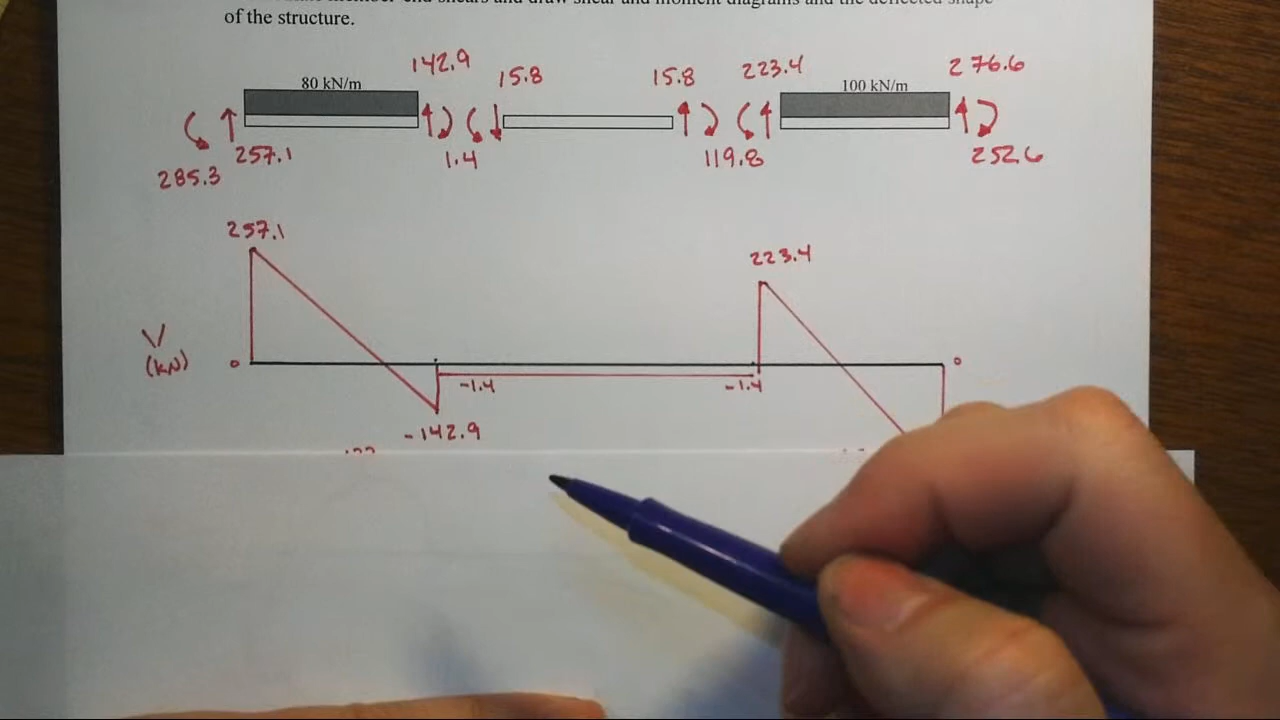 of the structure.
142.9 15.8 15.8 223.4 276.6
80 kN/m 100 kN/m
257.1 1.4 119.8 252.6
285.3
257.1 223.4
V
(kN) 0 0
-1.4 -1.4
-142.9